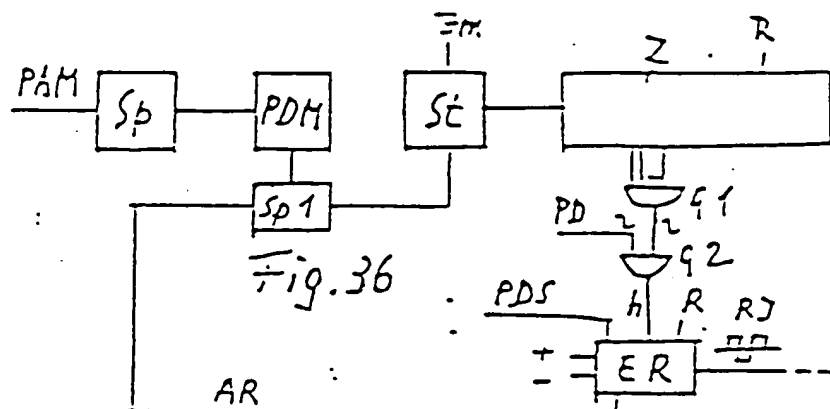 Fm
Z R
PAM
Sp
PDM
St
Sp1
G1
PD 2 2
G2
Fig. 36
PDS h R RJ
+
-
ER
AR